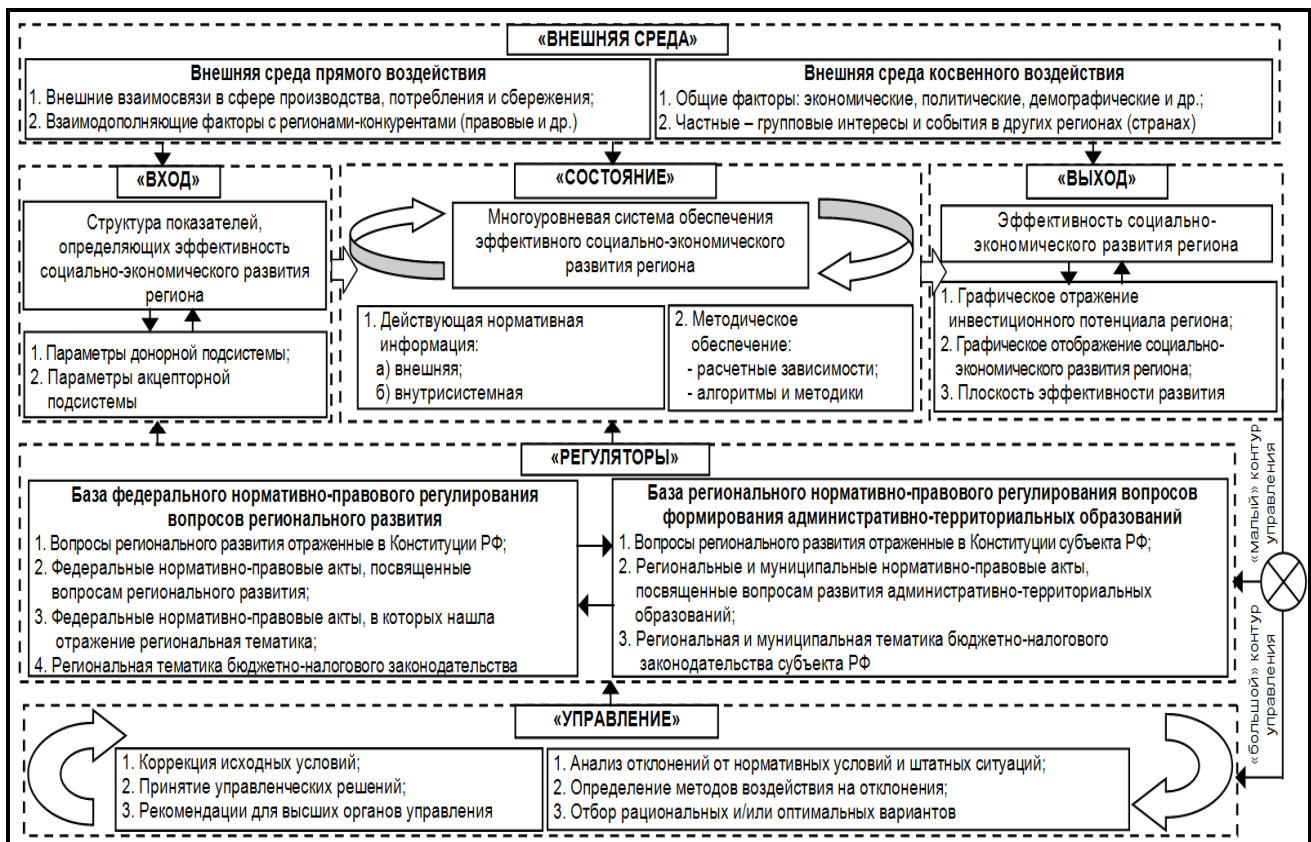 «ВНЕШНЯЯ СРЕДА»
Внешняя среда прямого воздействия
1. Внешние взаимосвязи в сфере производства, потребления и сбережения;
2. Взаимодополняющие факторы с регионами-конкурентами (правовые и др.)
Внешняя среда косвенного воздействия
1. Общие факторы: экономические, политические, демографические и др.;
2. Частные – групповые интересы и события в других регионах (странах)
«ВХОД»
Структура показателей,
определяющих эффективность
социально-экономического развития
региона
1. Параметры донорной подсистемы;
2. Параметры акцепторной
подсистемы
«СОСТОЯНИЕ»
Многоуровневая система обеспечения
эффективного социально-экономического
развития региона
1. Действующая нормативная
информация:
а) внешняя;
б) внутрисистемная
2. Методическое
обеспечение:
- расчетные зависимости;
- алгоритмы и методики
«ВЫХОД»
Эффективность социально-
экономического развития региона
1. Графическое отражение
инвестиционного потенциала региона;
2. Графическое отображение социально-
экономического развития региона;
3. Плоскость эффективности развития
«РЕГУЛЯТОРЫ»
База федерального нормативно-правового регулирования
вопросов регионального развития
1. Вопросы регионального развития отраженные в Конституции РФ;
2. Федеральные нормативно-правовые акты, посвященные
вопросам регионального развития;
3. Федеральные нормативно-правовые акты, в которых нашла
отражение региональная тематика;
4. Региональная тематика бюджетно-налогового законодательства
База регионального нормативно-правового регулирования вопросов
формирования административно-территориальных образований
1. Вопросы регионального развития отраженные в Конституции субъекта РФ;
2. Региональные и муниципальные нормативно-правовые акты,
посвященные вопросам развития административно-территориальных
образований;
3. Региональная и муниципальная тематика бюджетно-налогового
законодательства субъекта РФ
«малый» контур
управления
«большой» контур
управления
«УПРАВЛЕНИЕ»
1. Коррекция исходных условий;
2. Принятие управленческих решений;
3. Рекомендации для высших органов управления
1. Анализ отклонений от нормативных условий и штатных ситуаций;
2. Определение методов воздействия на отклонения;
3. Отбор рациональных и/или оптимальных вариантов